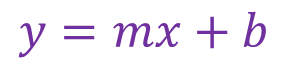 y = mx + b